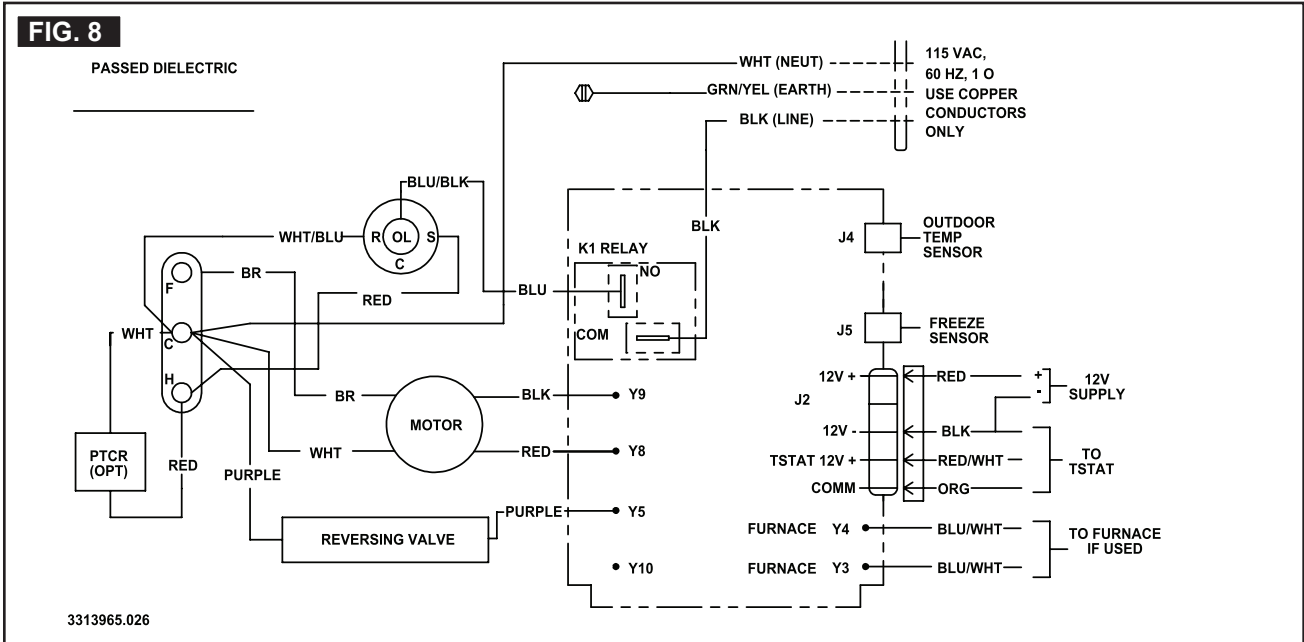 FIG. 8
PASSED DIELECTRIC
WHT (NEUT)
GRN/YEL (EARTH)
BLK (LINE)
115 VAC,
60 HZ, 1 O
USE COPPER
CONDUCTORS
ONLY
BLU/BLK
WHT/BLU
R
OL
S
C
BR
RED
F
WHT
C
H
PTCR
(OPT)
RED
PURPLE
BR
WHT
MOTOR
BLK
RED
REVERSING VALVE
PURPLE
BLU
K1 RELAY
NO
COM
BLK
Y9
Y8
Y5
Y10
J4
OUTDOOR
TEMP
SENSOR
J5
FREEZE
SENSOR
J2
12V +
RED
+
-
12V
SUPPLY
12V -
BLK
TSTAT 12V +
RED/WHT
TO
TSTAT
COMM
ORG
FURNACE Y4
BLU/WHT
FURNACE Y3
BLU/WHT
TO FURNACE
IF USED
3313965.026